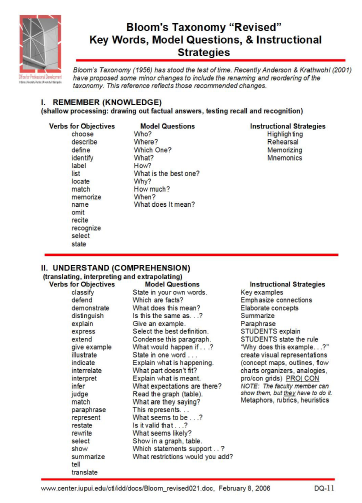 Bloom's Taxonomy “Revised”
Key Words, Model Questions, & Instructional
Strategies
Bloom's Taxonomy (1956) has stood the test of time. Recently Anderson & Krathwohl (2001)
have proposed some minor changes to include the renaming and reordering of the
taxonomy. This reference reflects those recommended changes.
I. REMEMBER (KNOWLEDGE)
(shallow processing: drawing out factual answers, testing recall and recognition)
Verbs for Objectives Model Questions Instructional Strategies
choose Who? Highlighting
describe Where? Rehearsal
define Which One? Memorizing
identify What? Mnemonics
label How?
list What is the best one?
locate Why?
match How much?
memorize When?
name What does It mean?
omit
recite
recognize
select
state
II. UNDERSTAND (COMPREHENSION)
(translating, interpreting and extrapolating)
Verbs for Objectives Model Questions Instructional Strategies
classify State in your own words. Key examples
defend Which are facts? Emphasize connections
demonstrate What does this mean? Elaborate concepts
distinguish Is this the same as. . .? Summarize
explain Give an example. Paraphrase
express Select the best definition. STUDENTS explain
extend Condense this paragraph. STUDENTS state the rule
give example What would happen if . . .? “Why does this example. . .?”
illustrate State in one word . . . create visual representations
indicate Explain what is happening. (concept maps, outlines, flow
interrelate What part doesn't fit? charts organizers, analogies,
interpret Explain what is meant. pro/con grids) PRO| CON
infer What expectations are there? NOTE: The faculty member can
judge Read the graph (table). show them, but they have to do it.
match What are they saying? Metaphors, rubrics, heuristics
paraphrase This represents. . .
represent What seems to be . . .?
restate Is it valid that . . .?
rewrite What seems likely?
select Show in a graph, table.
show Which statements support . . ?
summarize What restrictions would you add?
tell
translate
www.center.iupui.edu/ctl/idd/docs/Bloom_revised021.doc, February 8, 2006 DQ-11